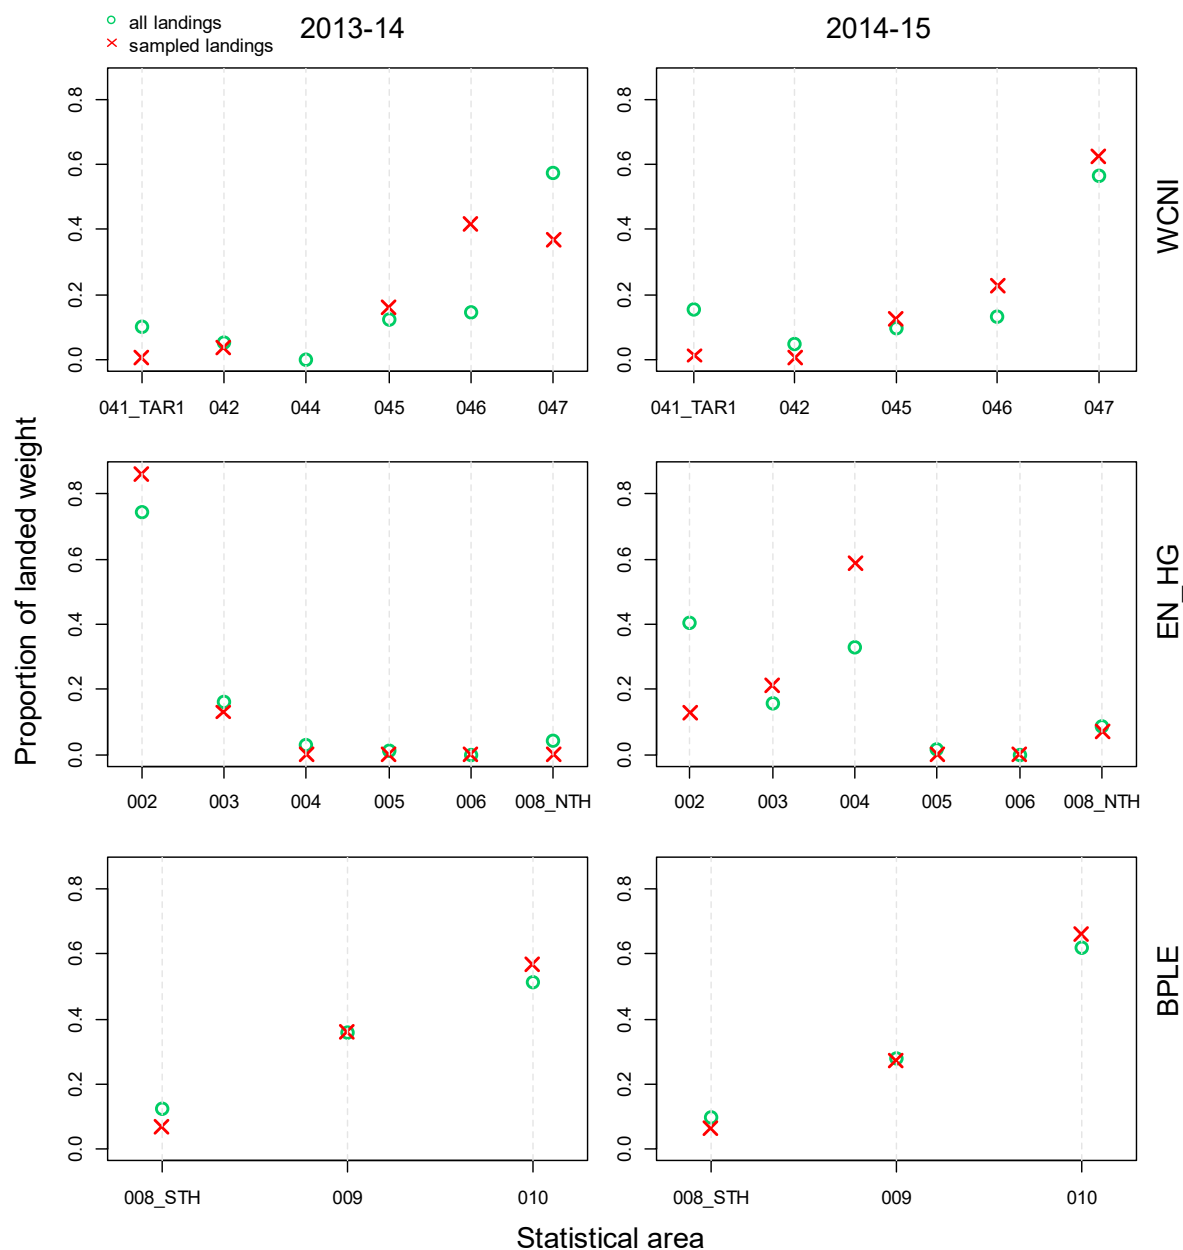 all landings
sampled landings
2013-14
2014-15
0.8
0.6
0.4
0.2
0.0
041_TAR1 042 044 045 046 047
0.8
0.6
0.4
0.2
0.0
041_TAR1 042 045 046 047
WCNI
Proportion of landed weight
0.8
0.6
0.4
0.2
0.0
002 003 004 005 006 008_NTH
0.8
0.6
0.4
0.2
0.0
002 003 004 005 006 008_NTH
EN_HG
0.8
0.6
0.4
0.2
0.0
008_STH 009 010
0.8
0.6
0.4
0.2
0.0
008_STH 009 010
BPLE
Statistical area